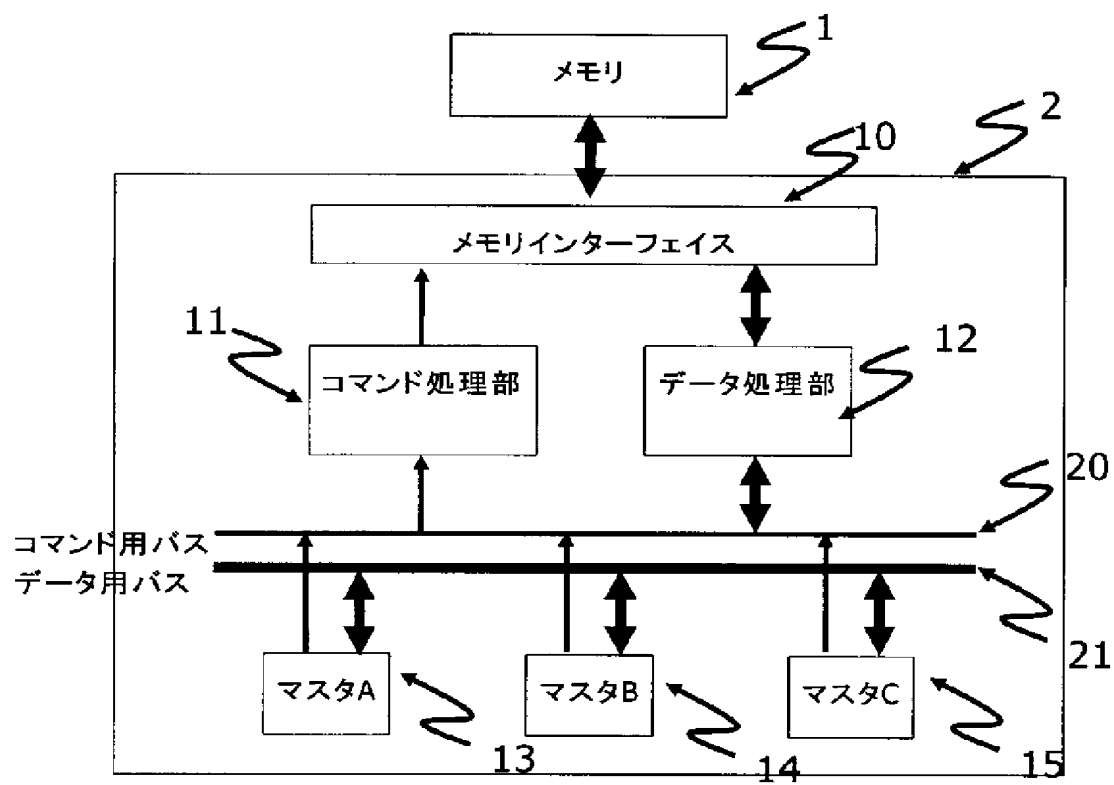 1
メモリ
2
10
メモリインターフェイス
11
12
コマンド処理部
データ処理部
20
コマンド用バス
データ用バス
21
マスタA
マスタB
マスタC
13
14
15